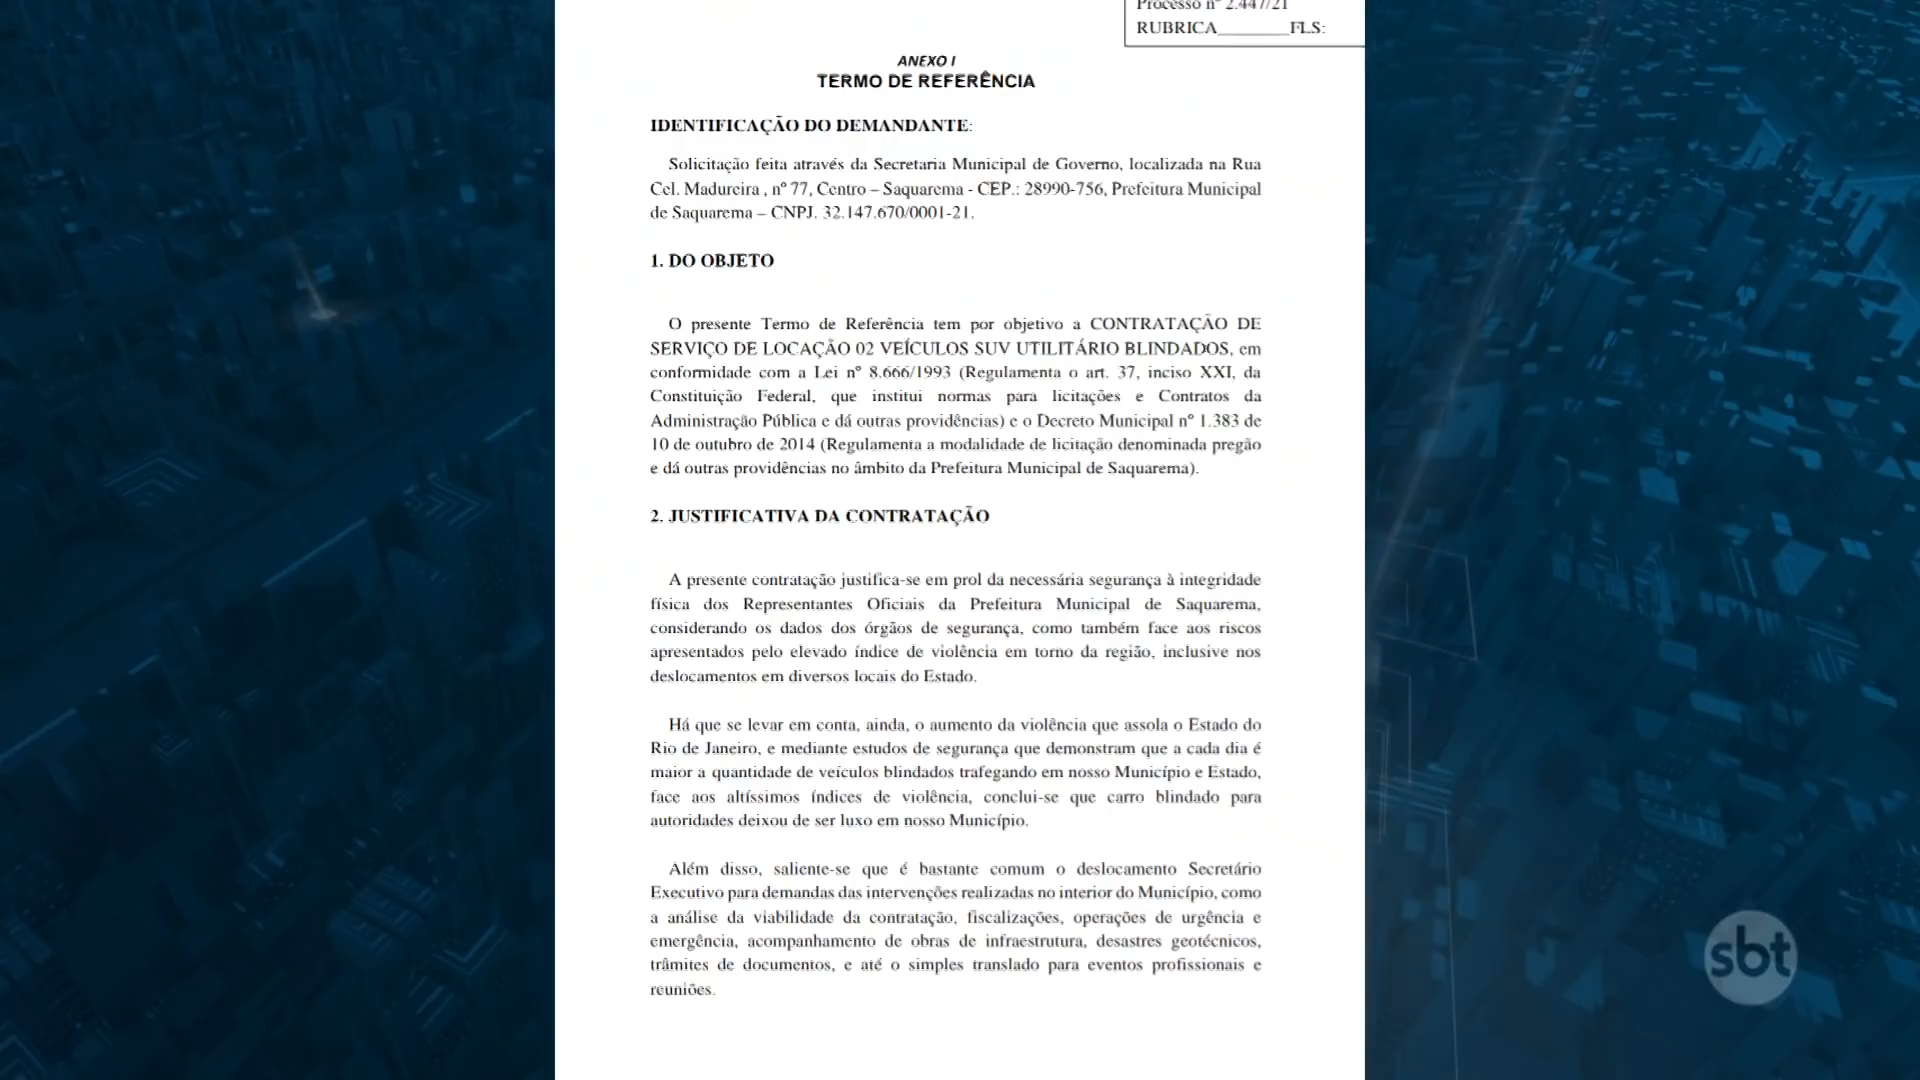 Processo nº 2.447/21
RUBRICA________FLS:
ANEXO I
TERMO DE REFERÊNCIA
IDENTIFICAÇÃO DO DEMANDANTE:
Solicitação feita através da Secretaria Municipal de Governo, localizada na Rua
Cel. Madureira , nº 77, Centro – Saquarema - CEP.: 28990-756, Prefeitura Municipal
de Saquarema – CNPJ. 32.147.670/0001-21.
1. DO OBJETO
O presente Termo de Referência tem por objetivo a CONTRATAÇÃO DE
SERVIÇO DE LOCAÇÃO 02 VEÍCULOS SUV UTILITÁRIO BLINDADOS, em
conformidade com a Lei nº 8.666/1993 (Regulamenta o art. 37, inciso XXI, da
Constituição Federal, que institui normas para licitações e Contratos da
Administração Pública e dá outras providências) e o Decreto Municipal nº 1.383 de
10 de outubro de 2014 (Regulamenta a modalidade de licitação denominada pregão
e dá outras providências no âmbito da Prefeitura Municipal de Saquarema).
2. JUSTIFICATIVA DA CONTRATAÇÃO
A presente contratação justifica-se em prol da necessária segurança à integridade
física dos Representantes Oficiais da Prefeitura Municipal de Saquarema,
considerando os dados dos órgãos de segurança, como também face aos riscos
apresentados pelo elevado índice de violência em torno da região, inclusive nos
deslocamentos em diversos locais do Estado.
Há que se levar em conta, ainda, o aumento da violência que assola o Estado do
Rio de Janeiro, e mediante estudos de segurança que demonstram que a cada dia é
maior a quantidade de veículos blindados trafegando em nosso Município e Estado,
face aos altíssimos índices de violência, conclui-se que carro blindado para
autoridades deixou de ser luxo em nosso Município.
Além disso, saliente-se que é bastante comum o deslocamento Secretário
Executivo para demandas das intervenções realizadas no interior do Município, como
a análise da viabilidade da contratação, fiscalizações, operações de urgência e
emergência, acompanhamento de obras de infraestrutura, desastres geotécnicos,
trâmites de documentos, e até o simples translado para eventos profissionais e
reuniões.
sbt